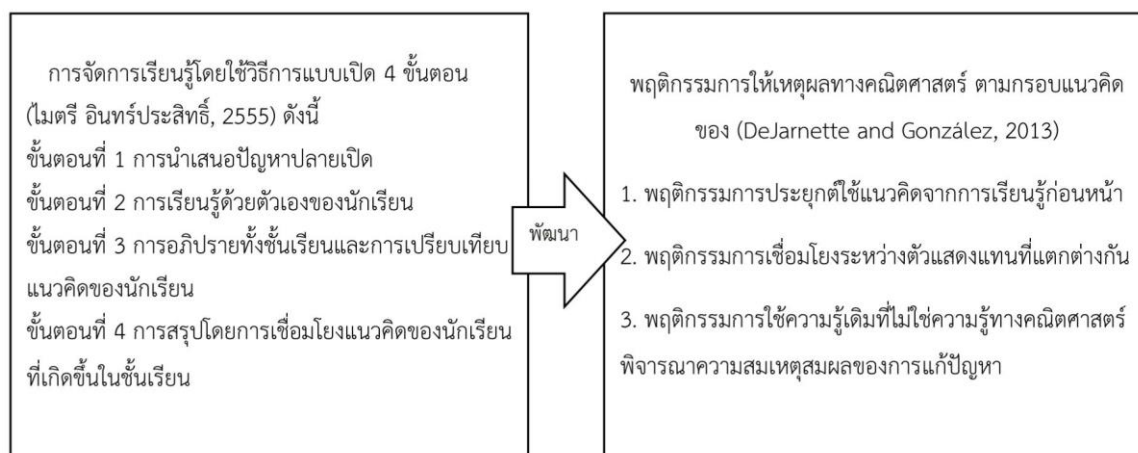 การจัดการเรียนรู้โดยใช้วิธีการแบบเปิด 4 ขั้นตอน
(ไมตรี อินทร์ประสิทธิ์, 2555) ดังนี้
ขั้นตอนที่ 1 การนำเสนอปัญหาปลายเปิด
ขั้นตอนที่ 2 การเรียนรู้ด้วยตัวเองของนักเรียน
ขั้นตอนที่ 3 การอภิปรายทั้งชั้นเรียนและการเปรียบเทียบ
แนวคิดของนักเรียน
ขั้นตอนที่ 4 การสรุปโดยการเชื่อมโยงแนวคิดของนักเรียน
ที่เกิดขึ้นในชั้นเรียน
พัฒนา
พฤติกรรมการให้เหตุผลทางคณิตศาสตร์ ตามกรอบแนวคิด
ของ (DeJarnette and González, 2013)
1. พฤติกรรมการประยุกต์ใช้แนวคิดจากการเรียนรู้ก่อนหน้า
2. พฤติกรรมการเชื่อมโยงระหว่างตัวแสดงแทนที่แตกต่างกัน
3. พฤติกรรมการใช้ความรู้เดิมที่ไม่ใช่ความรู้ทางคณิตศาสตร์
พิจารณาความสมเหตุสมผลของการแก้ปัญหา